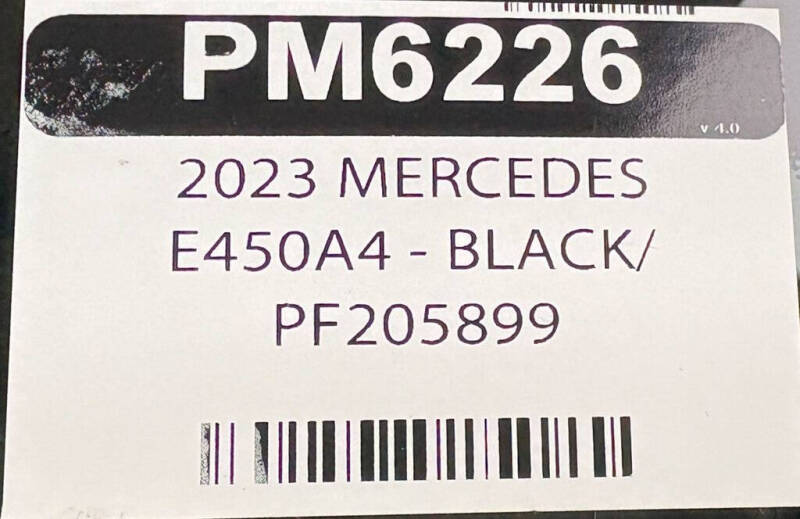 PM6226
v 4.0
2023 MERCEDES
E450A4 - BLACK/
PF205899